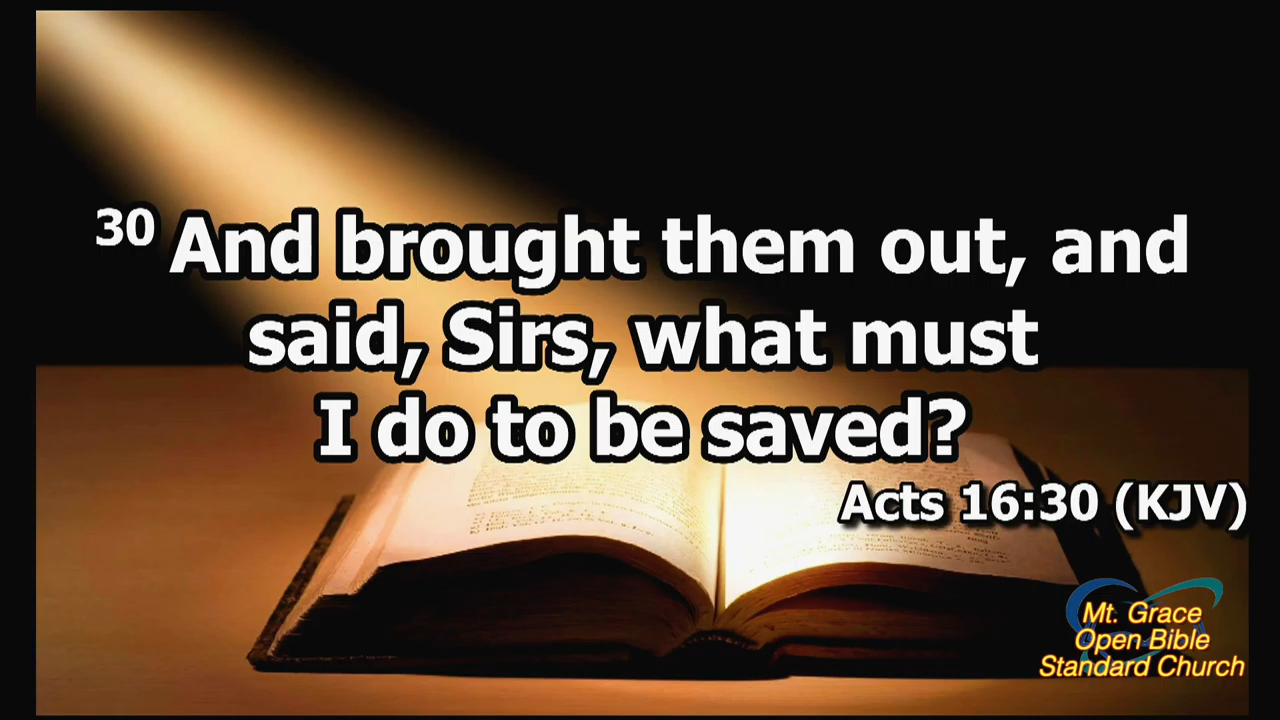 30 And brought them out, and
said, Sirs, what must
I do to be saved?
Acts 16:30 (KJV)
Mt. Grace
Open Bible
Standard Church